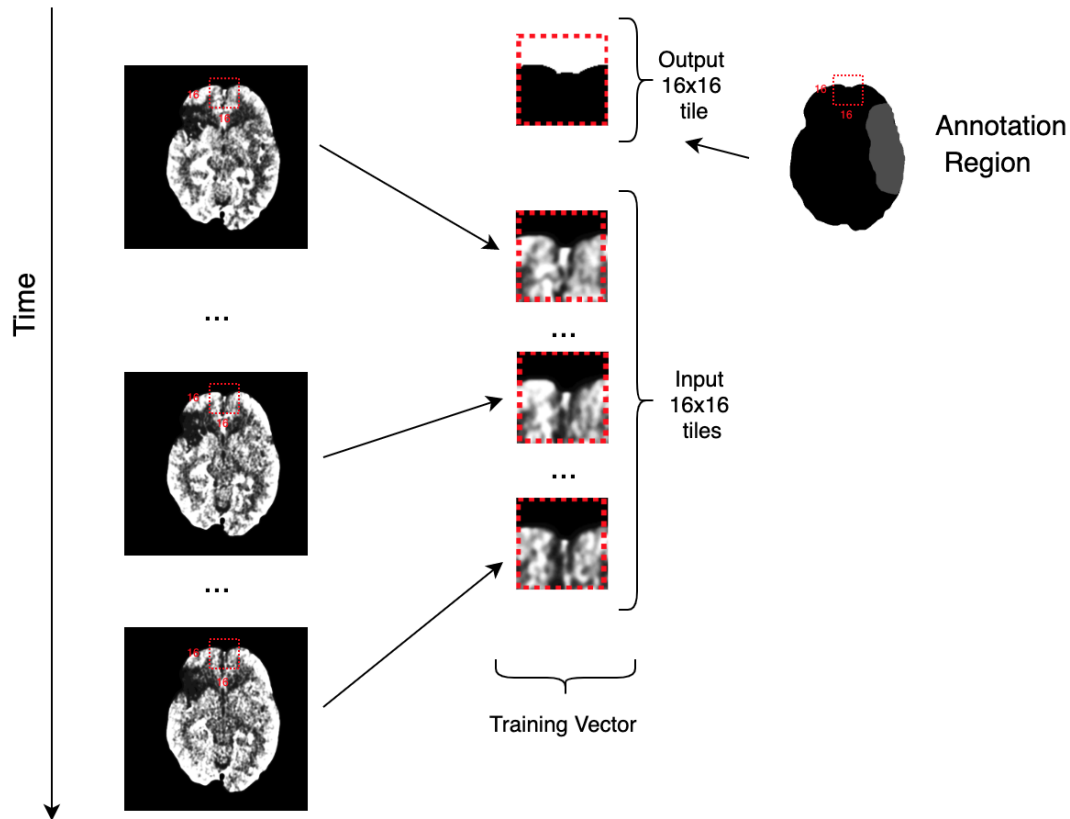 Time
16
16
...
16
16
...
16
16
Output
16x16
tile
...
...
Input
16x16
tiles
Training Vector
16
16
Annotation
Region